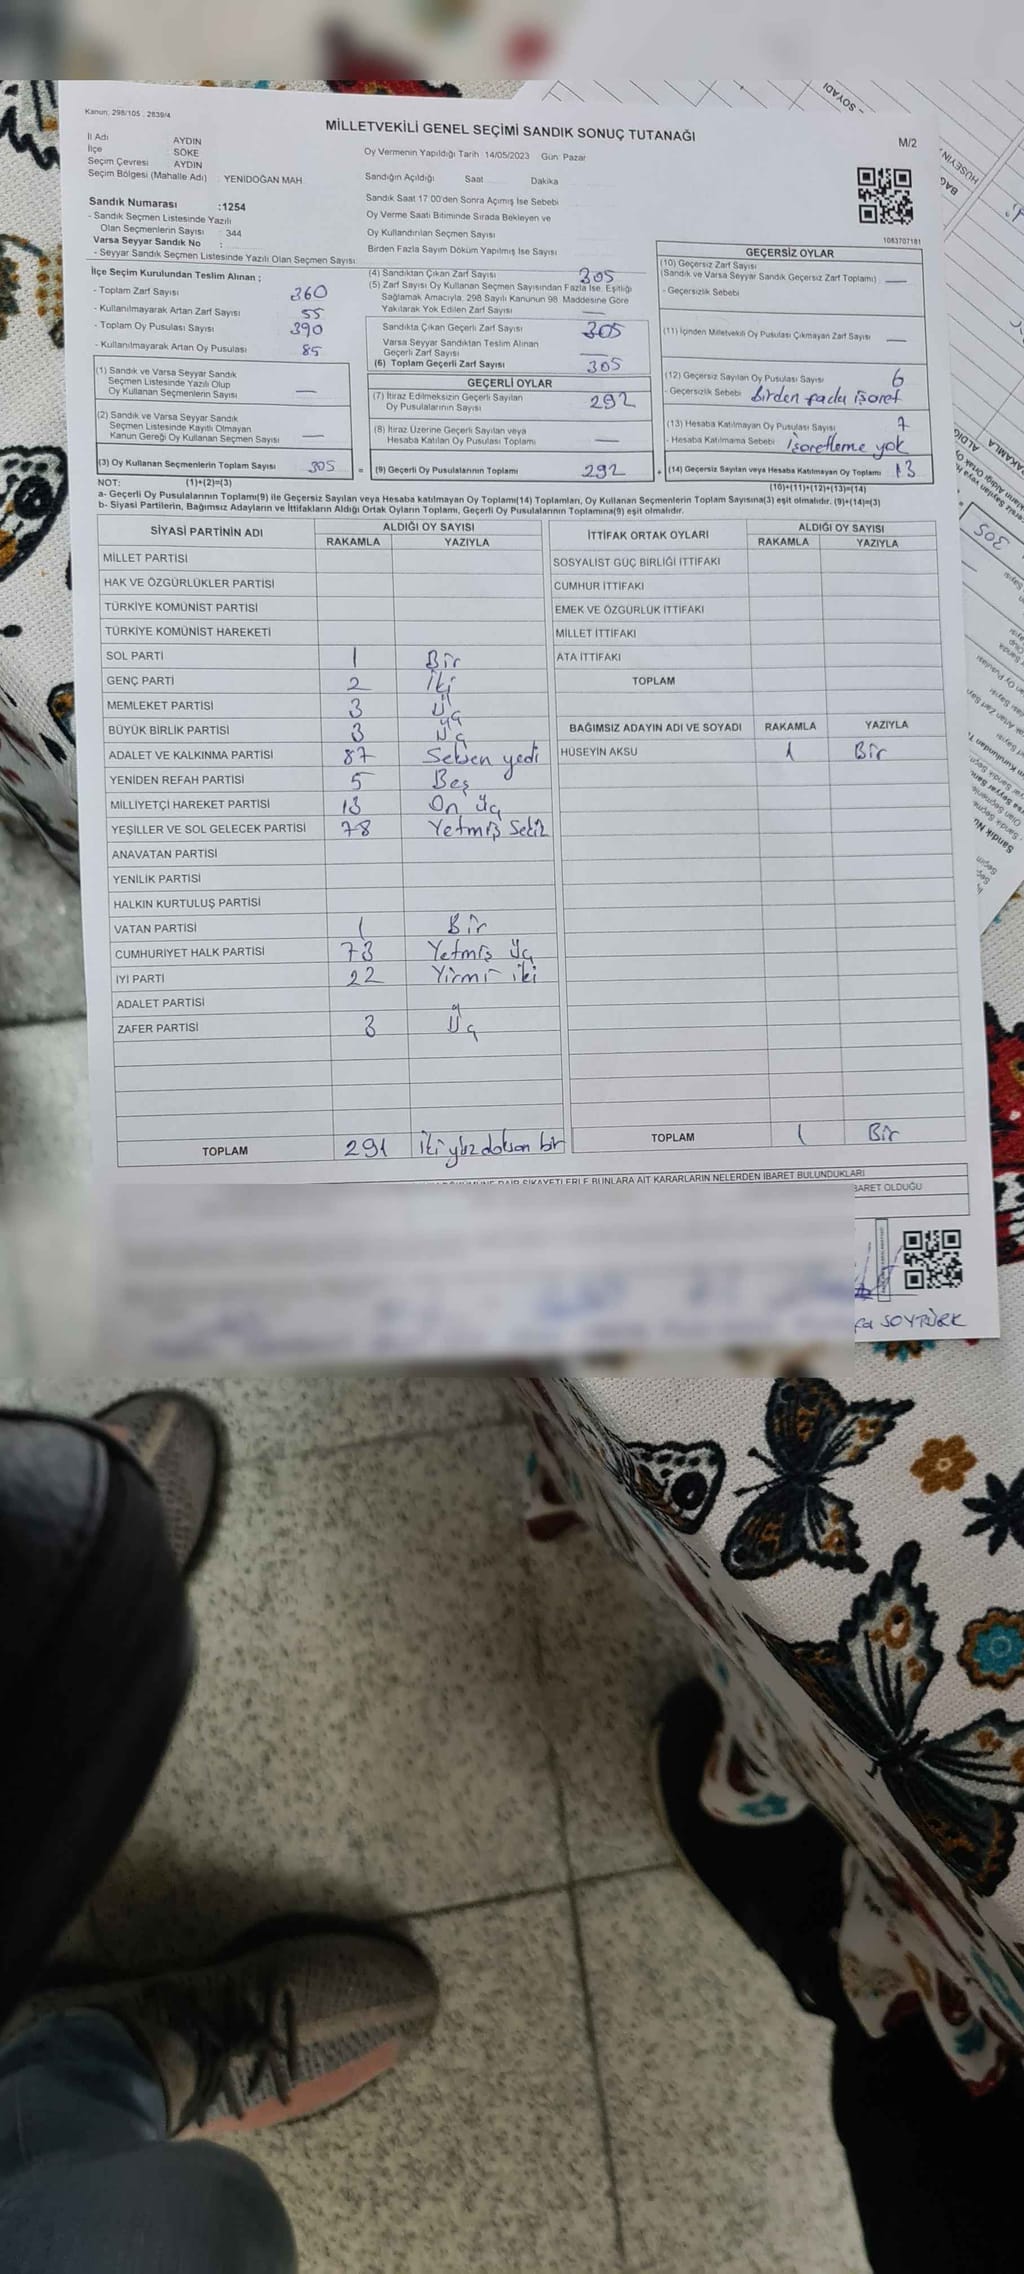 Kanun: 298/105 , 2839/4
MİLLETVEKİLİ GENEL SEÇİMİ SANDIK SONUÇ TUTANAĞI
M/2
İl Adı : AYDIN
İlçe : SÖKE
Seçim Çevresi : AYDIN
Seçim Bölgesi (Mahalle Adı) : YENİDOĞAN MAH.
Oy Vermenin Yapıldığı Tarih 14/05/2023 Gün: Pazar
Sandığın Açıldığı Saat Dakika
Sandık Saat 17 00'den Sonra Açımış İse Sebebi
Oy Verme Saati Bitiminde Sırada Bekleyen ve
Oy Kullandırılan Seçmen Sayısı
Birden Fazla Sayım Döküm Yapılmış İse Sayısı
1083707181
Sandık Numarası :1254
- Sandık Seçmen Listesinde Yazılı
Olan Seçmenlerin Sayısı : 344
Varsa Seyyar Sandık No :
- Seyyar Sandık Seçmen Listesinde Yazılı Olan Seçmen Sayısı:
İlçe Seçim Kurulundan Teslim Alınan ;
- Toplam Zarf Sayısı 360
- Kullanılmayarak Artan Zarf Sayısı 55
- Toplam Oy Pusulası Sayısı 390
- Kullanılmayarak Artan Oy Pusulası 85
(1) Sandık ve Varsa Seyyar Sandık
Seçmen Listesinde Yazılı Olup
Oy Kullanan Seçmenlerin Sayısı —
(2) Sandık ve Varsa Seyyar Sandık
Seçmen Listesinde Kayıtlı Olmayan
Kanun Gereği Oy Kullanan Seçmen Sayısı —
(3) Oy Kullanan Seçmenlerin Toplam Sayısı 305
(4) Sandıktan Çıkan Zarf Sayısı 305
(5) Zarf Sayısı Oy Kullanan Seçmen Sayısından Fazla İse, Eşitliği
Sağlamak Amacıyla, 298 Sayılı Kanunun 98. Maddesine Göre
Yakılarak Yok Edilen Zarf Sayısı —
Sandıkta Çıkan Geçerli Zarf Sayısı 305
Varsa Seyyar Sandıktan Teslim Alınan
Geçerli Zarf Sayısı —
(6) Toplam Geçerli Zarf Sayısı 305
GEÇERLİ OYLAR
(7) İtiraz Edilmeksizin Geçerli Sayılan
Oy Pusulalarının Sayısı 292
(8) İtiraz Üzerine Geçerli Sayılan veya
Hesaba Katılan Oy Pusulası Toplamı —
= (9) Geçerli Oy Pusulalarının Toplamı 292
GEÇERSİZ OYLAR
(10) Geçersiz Zarf Sayısı
(Sandık ve Varsa Seyyar Sandık Geçersiz Zarf Toplamı) —
- Geçersizlik Sebebi
(11) İçinden Milletvekili Oy Pusulası Çıkmayan Zarf Sayısı —
(12) Geçersiz Sayılan Oy Pusulası Sayısı 6
- Geçersizlik Sebebi Birden fazla işaret
(13) Hesaba Katılmayan Oy Pusulası Sayısı 7
- Hesaba Katılmama Sebebi İşaretleme yok
+ (14) Geçersiz Sayılan veya Hesaba Katılmayan Oy Toplamı 13
NOT: (1)+(2)=(3) (10)+(11)+(12)+(13)=(14)
a- Geçerli Oy Pusulalarının Toplamı(9) ile Geçersiz Sayılan veya Hesaba katılmayan Oy Toplamı(14) Toplamları, Oy Kullanan Seçmenlerin Toplam Sayısına(3) eşit olmalıdır. (9)+(14)=(3)
b- Siyasi Partilerin, Bağımsız Adayların ve İttifakların Aldığı Ortak Oyların Toplamı, Geçerli Oy Pusulalarının Toplamına(9) eşit olmalıdır.
SİYASİ PARTİNİN ADI ALDIĞI OY SAYISI
RAKAMLA YAZIYLA
MİLLET PARTİSİ
HAK VE ÖZGÜRLÜKLER PARTİSİ
TÜRKİYE KOMÜNİST PARTİSİ
TÜRKİYE KOMÜNİST HAREKETİ
SOL PARTİ 1 Bir
GENÇ PARTİ 2 İki
MEMLEKET PARTİSİ 3 Üç
BÜYÜK BİRLİK PARTİSİ 3 Üç
ADALET VE KALKINMA PARTİSİ 87 Seksen yedi
YENİDEN REFAH PARTİSİ 5 Beş
MİLLİYETÇİ HAREKET PARTİSİ 13 On Üç
YEŞİLLER VE SOL GELECEK PARTİSİ 78 Yetmiş Sekiz
ANAVATAN PARTİSİ
YENİLİK PARTİSİ
HALKIN KURTULUŞ PARTİSİ
VATAN PARTİSİ 1 Bir
CUMHURİYET HALK PARTİSİ 73 Yetmiş Üç
İYİ PARTİ 22 Yirmi iki
ADALET PARTİSİ
ZAFER PARTİSİ 3 Üç
TOPLAM 291 İki yüz doksan bir
İTTİFAK ORTAK OYLARI ALDIĞI OY SAYISI
RAKAMLA YAZIYLA
SOSYALİST GÜÇ BİRLİĞİ İTTİFAKI
CUMHUR İTTİFAKI
EMEK VE ÖZGÜRLÜK İTTİFAKI
MİLLET İTTİFAKI
ATA İTTİFAKI
TOPLAM
BAĞIMSIZ ADAYIN ADI VE SOYADI RAKAMLA YAZIYLA
HÜSEYİN AKSU 1 Bir
TOPLAM 1 Bir
ŞİKAYETLERLE BUNLARA AİT KARARLARIN NELERDEN İBARET BULUNDUKLARI
BARET OLDUĞU
SOYTÜRK
- SOYADI
305
Sandık No